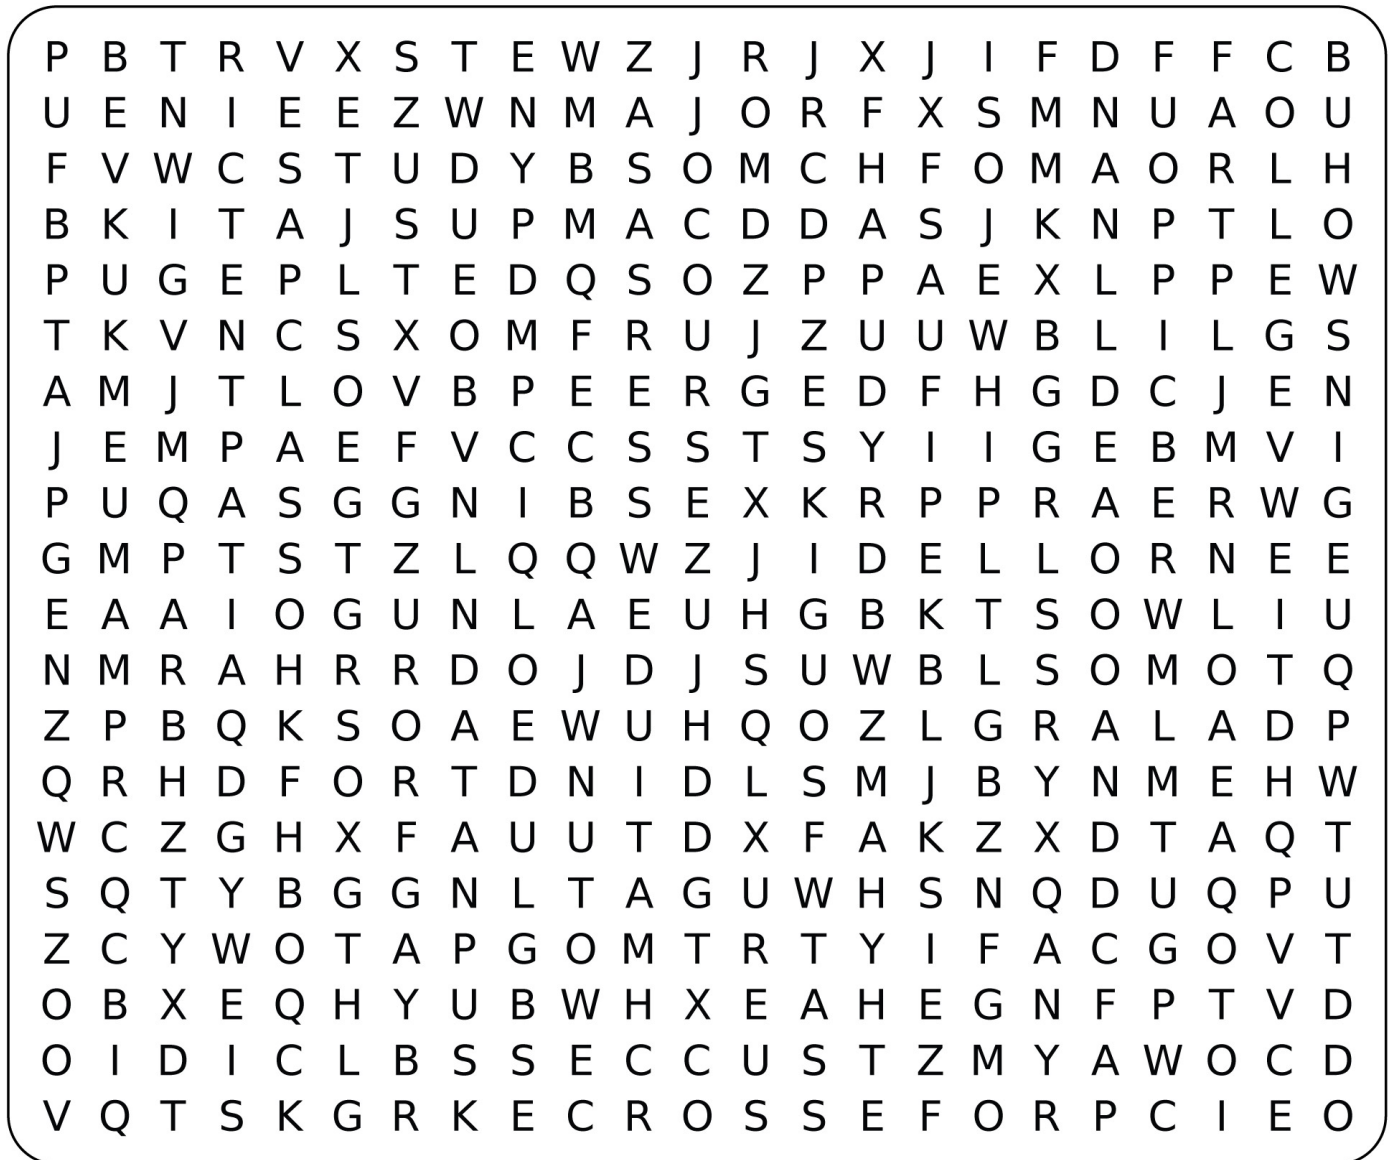 P B T R V X S T E W Z J R J X J I F D F F C B
U E N I E E Z W N M A J O R F X S M N U A O U
F V W C S T U D Y B S O M C H F O M A O R L H
B K I T A J S U P M A C D D A S J K N P T L O
P U G E P L T E D Q S O Z P P A E X L P P E W
T K V N C S X O M F R U J Z U U W B L I L G S
A M J T L O V B P E E R G E D F H G D C J E N
J E M P A E F V C C S S T S Y I I G E B M V I
P U Q A S G G N I B S E X K R P P R A E R W G
G M P T S T Z L Q Q W Z J I D E L L O R N E E
E A A I O G U N L A E U H G B K T S O W L I U
N M R A H R R D O J D J S U W B L S O M O T Q
Z P B Q K S O A E W U H Q O Z L G R A L A D P
Q R H D F O R T D N I D L S M J B Y N M E H W
W C Z G H X F A U U T D X F A K Z X D T A Q T
S Q T Y B G G N L T A G U W H S N Q D U Q P U
Z C Y W O T A P G O M T R T Y I F A C G O V T
O B X E Q H Y U B W H X E A H E G N F P T V D
O I D I C L B S S E C C U S T Z M Y A W O C D
V Q T S K G R K E C R O S S E F O R P C I E O